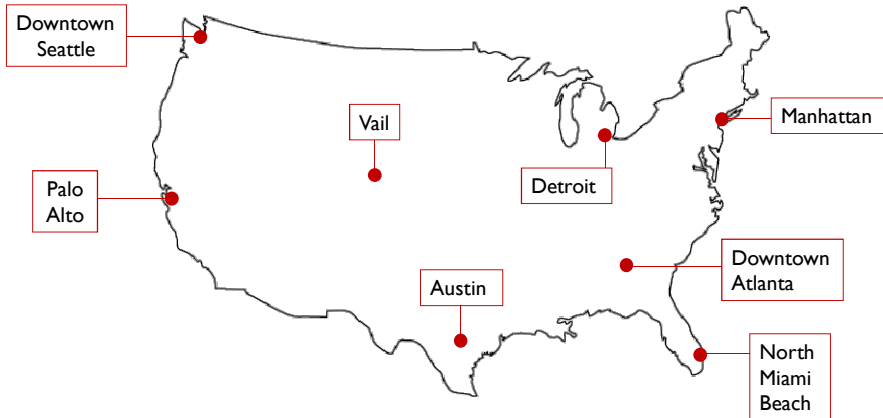 Downtown
Seattle
Vail
Manhattan
Detroit
Palo
Alto
Downtown
Atlanta
Austin
North
Miami
Beach